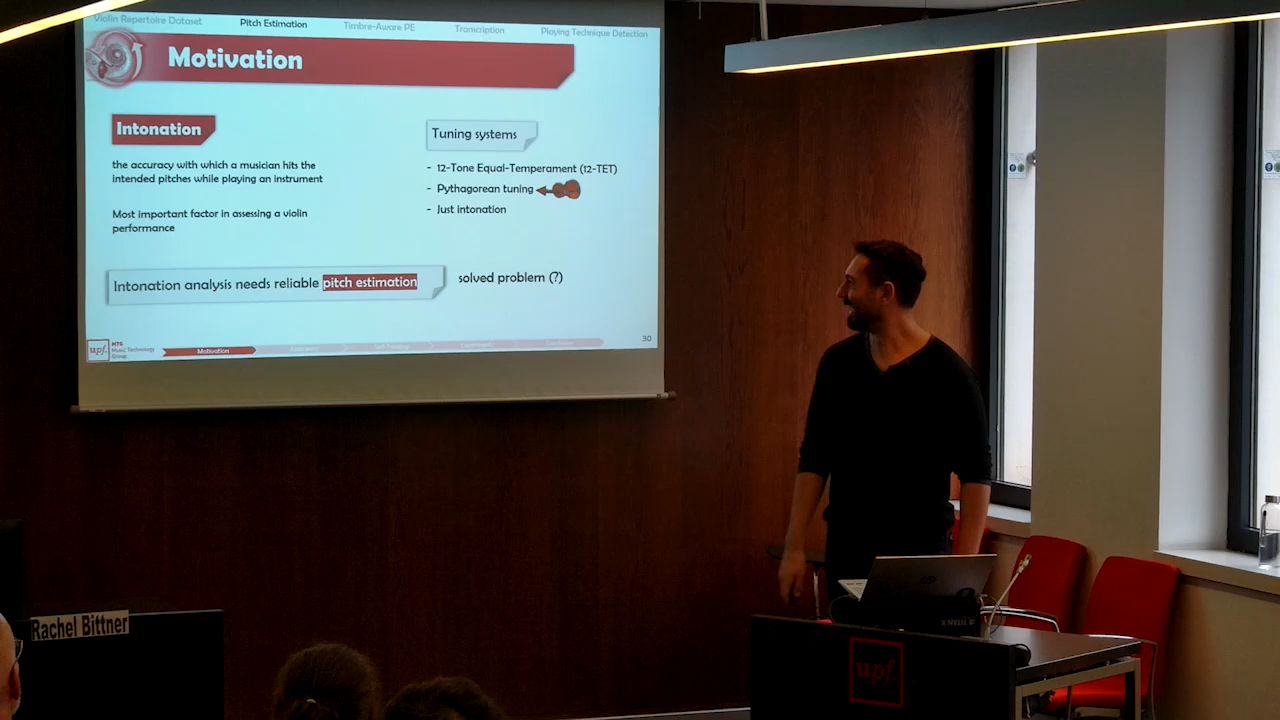 Violin Repertoire Dataset
Pitch Estimation
Timbre-Aware PE
Transcription
Playing Technique Detection
Motivation
Intonation
the accuracy with which a musician hits the
intended pitches while playing an instrument
Most important factor in assessing a violin
performance
Tuning systems
- 12-Tone Equal-Temperament (12-TET)
- Pythagorean tuning
- Just intonation
Intonation analysis needs reliable pitch estimation
solved problem (?)
upf.
MTG
Music Technology
Group
Motivation
30
Rachel Bittner
TITAN X
upf.